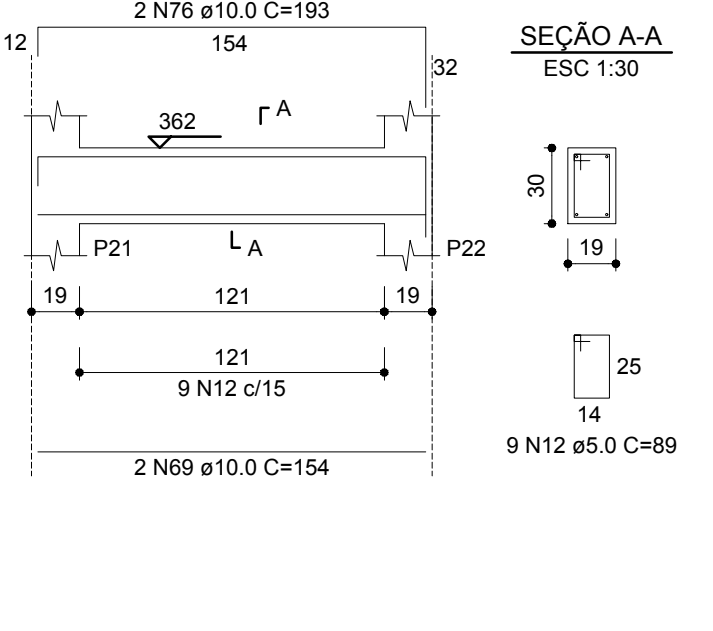 2 N76 ø10.0 C=193
12
154
32
SEÇÃO A-A
ESC 1:30
A
362
30
19
P21
A
P22
19
121
19
121
9 N12 c/15
25
14
9 N12 ø5.0 C=89
2 N69 ø10.0 C=154